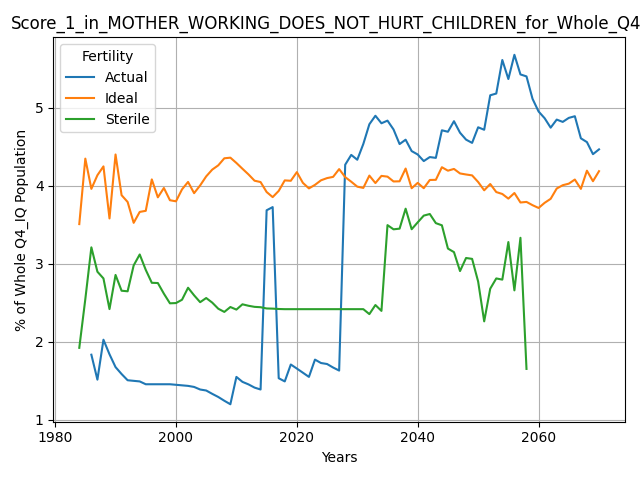 Score_1_in_MOTHER_WORKING_DOES_NOT_HURT_CHILDREN_for_Whole_Q4
Fertility
Actual
Ideal
Sterile
% of Whole Q4_IQ Population
5
4
3
2
1
1980 2000 2020 2040 2060
Years